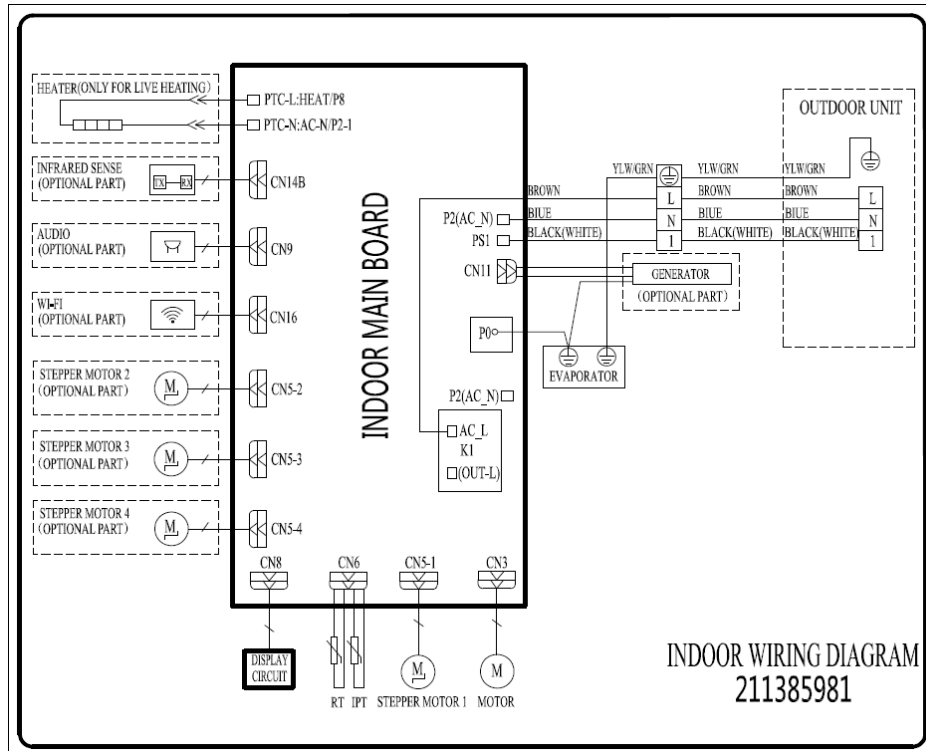 HEATER(ONLY FOR LIVE HEATING)
PTC-L:HEAT/P8
PTC-N:AC-N/P2-1
INFRARED SENSE
(OPTIONAL PART)
TX
RX
CN14B
AUDIO
(OPTIONAL PART)
CN9
WI-FI
(OPTIONAL PART)
CN16
STEPPER MOTOR 2
(OPTIONAL PART)
M
CN5-2
STEPPER MOTOR 3
(OPTIONAL PART)
M
CN5-3
STEPPER MOTOR 4
(OPTIONAL PART)
M
CN5-4
INDOOR MAIN BOARD
P2(AC_N)
PS1
CN11
P0
P2(AC_N)
AC_L
K1
(OUT-L)
CN8
CN6
CN5-1
CN3
DISPLAY
CIRCUIT
RT
IPT
M
STEPPER MOTOR 1
M
MOTOR
OUTDOOR UNIT
YLW/GRN
YLW/GRN
YLW/GRN
BROWN
L
BROWN
BROWN
L
BIUE
N
BIUE
BIUE
N
BLACK(WHITE)
1
BLACK(WHITE)
BLACK(WHITE)
1
GENERATOR
(OPTIONAL PART)
EVAPORATOR
INDOOR WIRING DIAGRAM
211385981